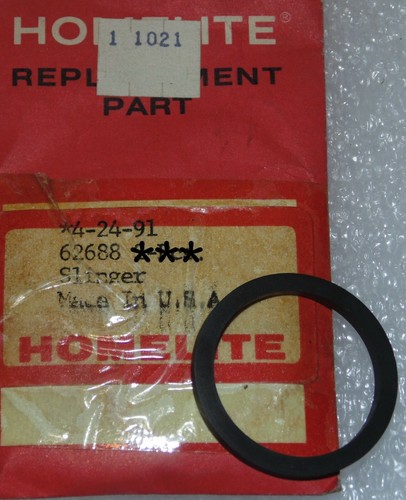 HOMELITE®
1 1021
REPLACEMENT
PART
*4-24-91
62688 ***
Slinger
Made In U.S.A
HOMELITE